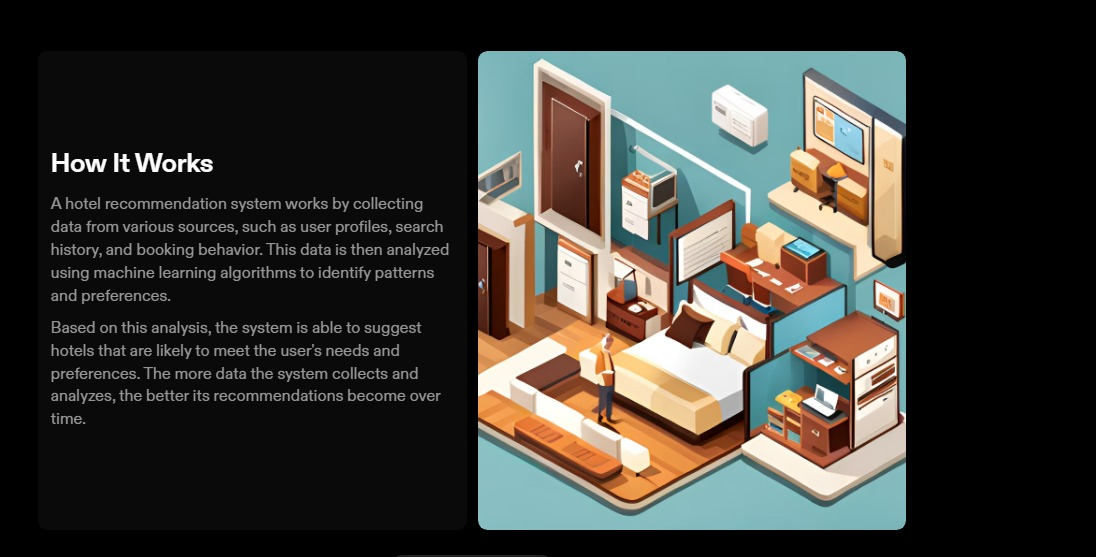 How It Works
A hotel recommendation system works by collecting
data from various sources, such as user profiles, search
history, and booking behavior. This data is then analyzed
using machine learning algorithms to identify patterns
and preferences.
Based on this analysis, the system is able to suggest
hotels that are likely to meet the user's needs and
preferences. The more data the system collects and
analyzes, the better its recommendations become over
time.